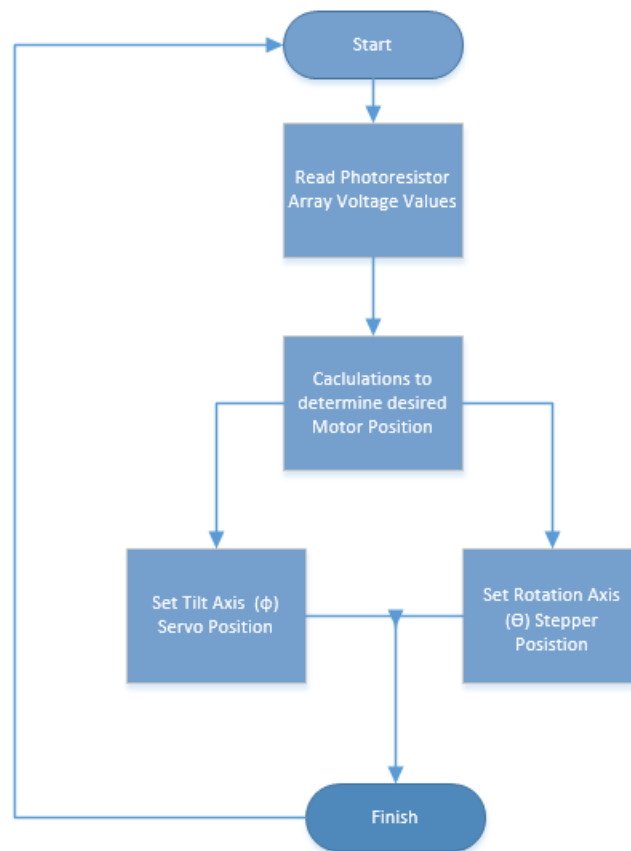 Start
Read Photoresistor
Array Voltage Values
Caclulations to
determine desired
Motor Position
Set Tilt Axis (ф)
Servo Position
Set Rotation Axis
(Ө) Stepper
Posistion
Finish